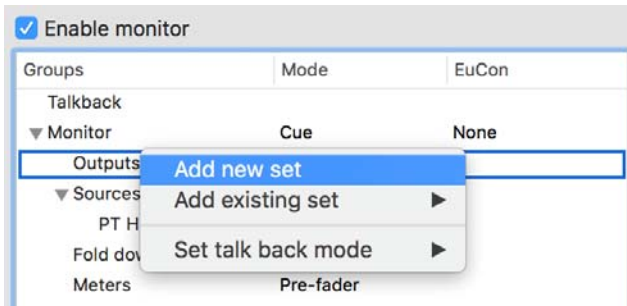 Enable monitor
Groups Mode EuCon
Talkback
Monitor Cue None
Outputs
Add new set
Sources
Add existing set
PT H
Fold dow
Set talk back mode
Meters Pre-fader